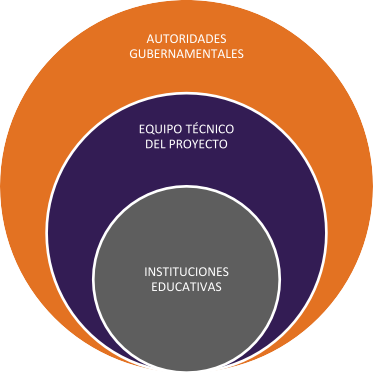 AUTORIDADES
GUBERNAMENTALES
EQUIPO TÉCNICO
DEL PROYECTO
INSTITUCIONES
EDUCATIVAS